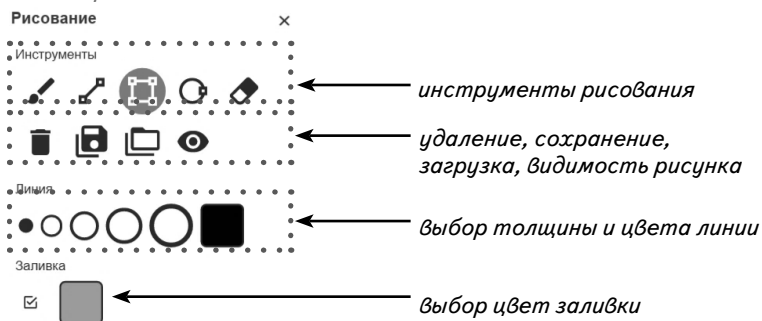 Рисование ×
Инструменты
инструменты рисования
удаление, сохранение,
загрузка, видимость рисунка
Линия
выбор толщины и цвета линии
Заливка
выбор цвет заливки